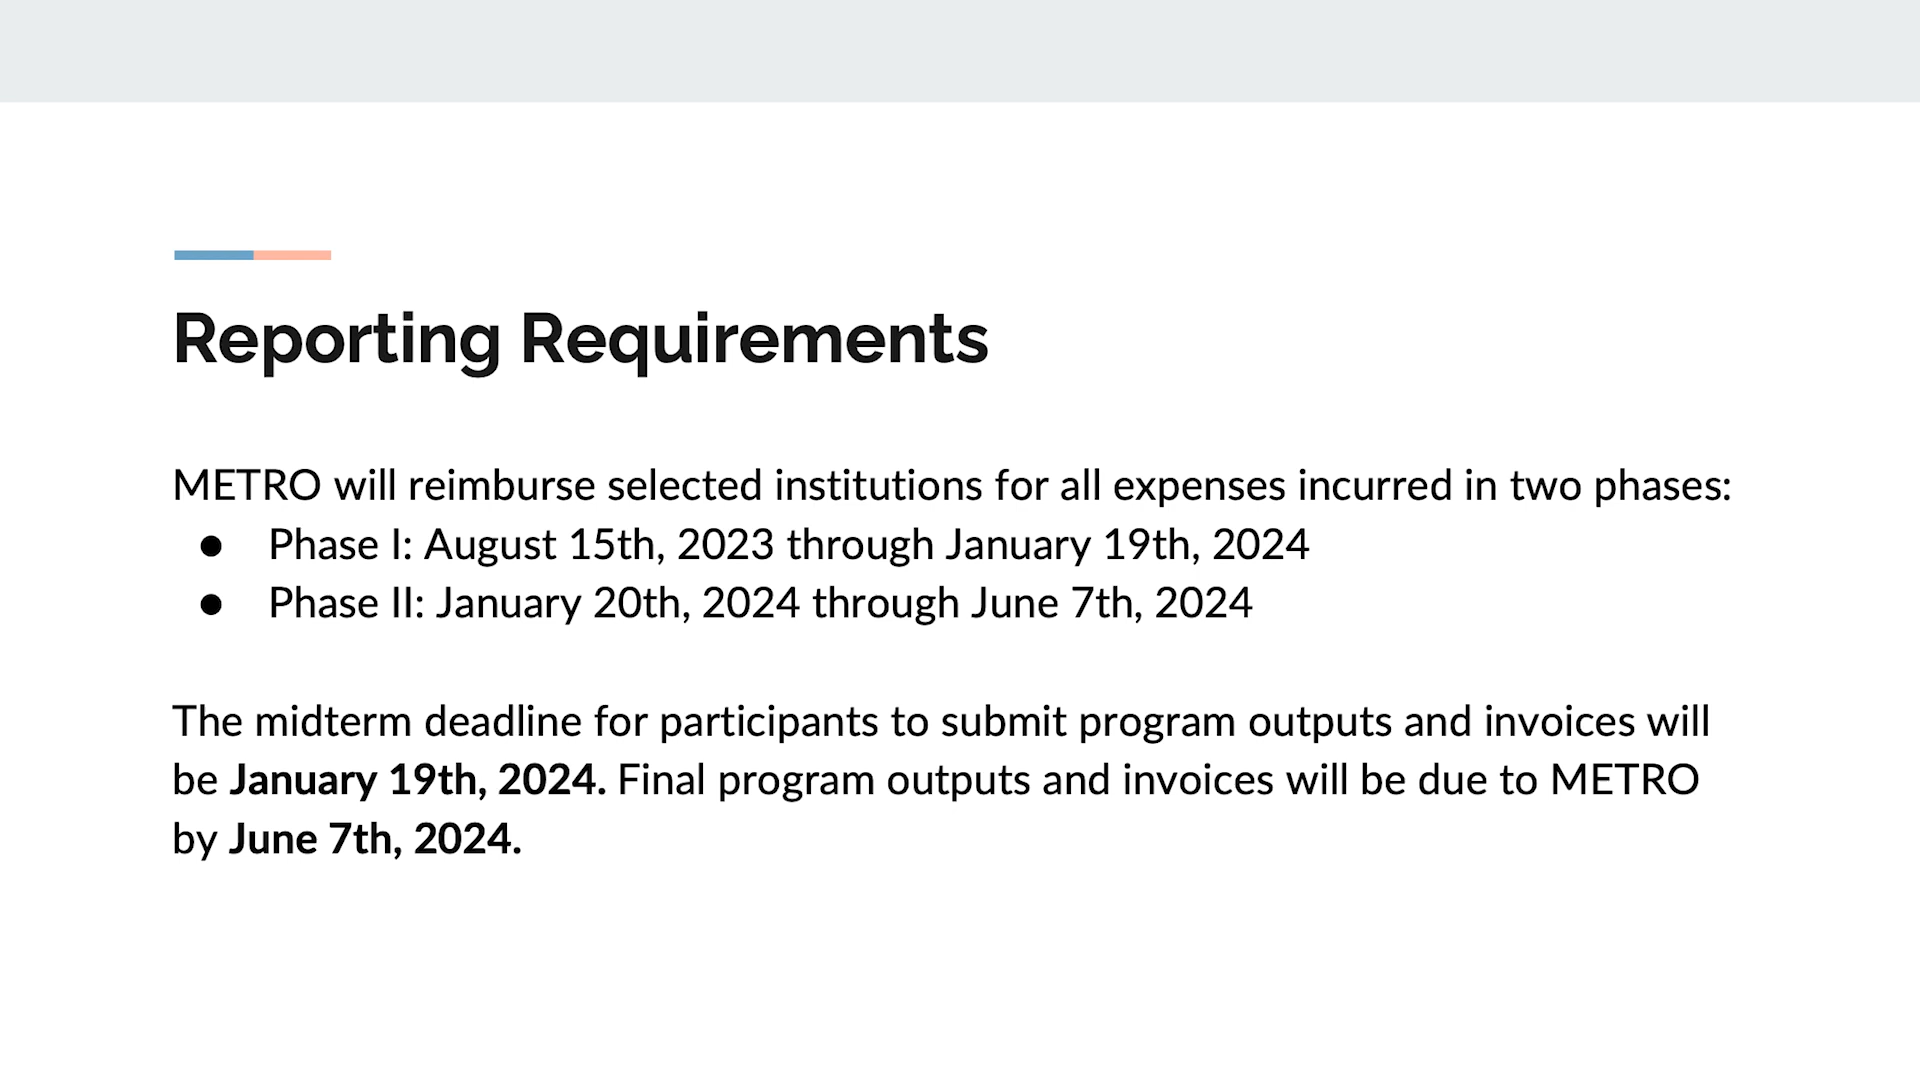 Reporting Requirements
METRO will reimburse selected institutions for all expenses incurred in two phases:
● Phase I: August 15th, 2023 through January 19th, 2024
● Phase II: January 20th, 2024 through June 7th, 2024
The midterm deadline for participants to submit program outputs and invoices will
be January 19th, 2024. Final program outputs and invoices will be due to METRO
by June 7th, 2024.